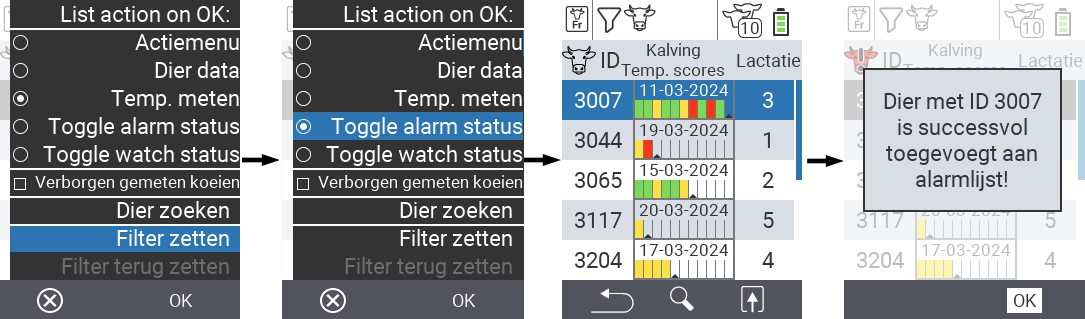 List action on OK:
Actiemenu
Dier data
Temp. meten
Toggle alarm status
Toggle watch status
Verborgen gemeten koeien
Dier zoeken
Filter zetten
Filter terug zetten
OK
List action on OK:
Actiemenu
Dier data
Temp. meten
Toggle alarm status
Toggle watch status
Verborgen gemeten koeien
Dier zoeken
Filter zetten
Filter terug zetten
OK
Fr
10
ID
Kalving
Temp. scores
Lactatie
3007
11-03-2024
3
3044
19-03-2024
1
3065
15-03-2024
2
3117
20-03-2024
5
3204
17-03-2024
4
Fr
10
ID
Kalving
Temp. scores
Lactatie
Dier met ID 3007
is successvol
toegevoegt aan
alarmlijst!
3117
20-03-2024
5
3204
17-03-2024
4
OK